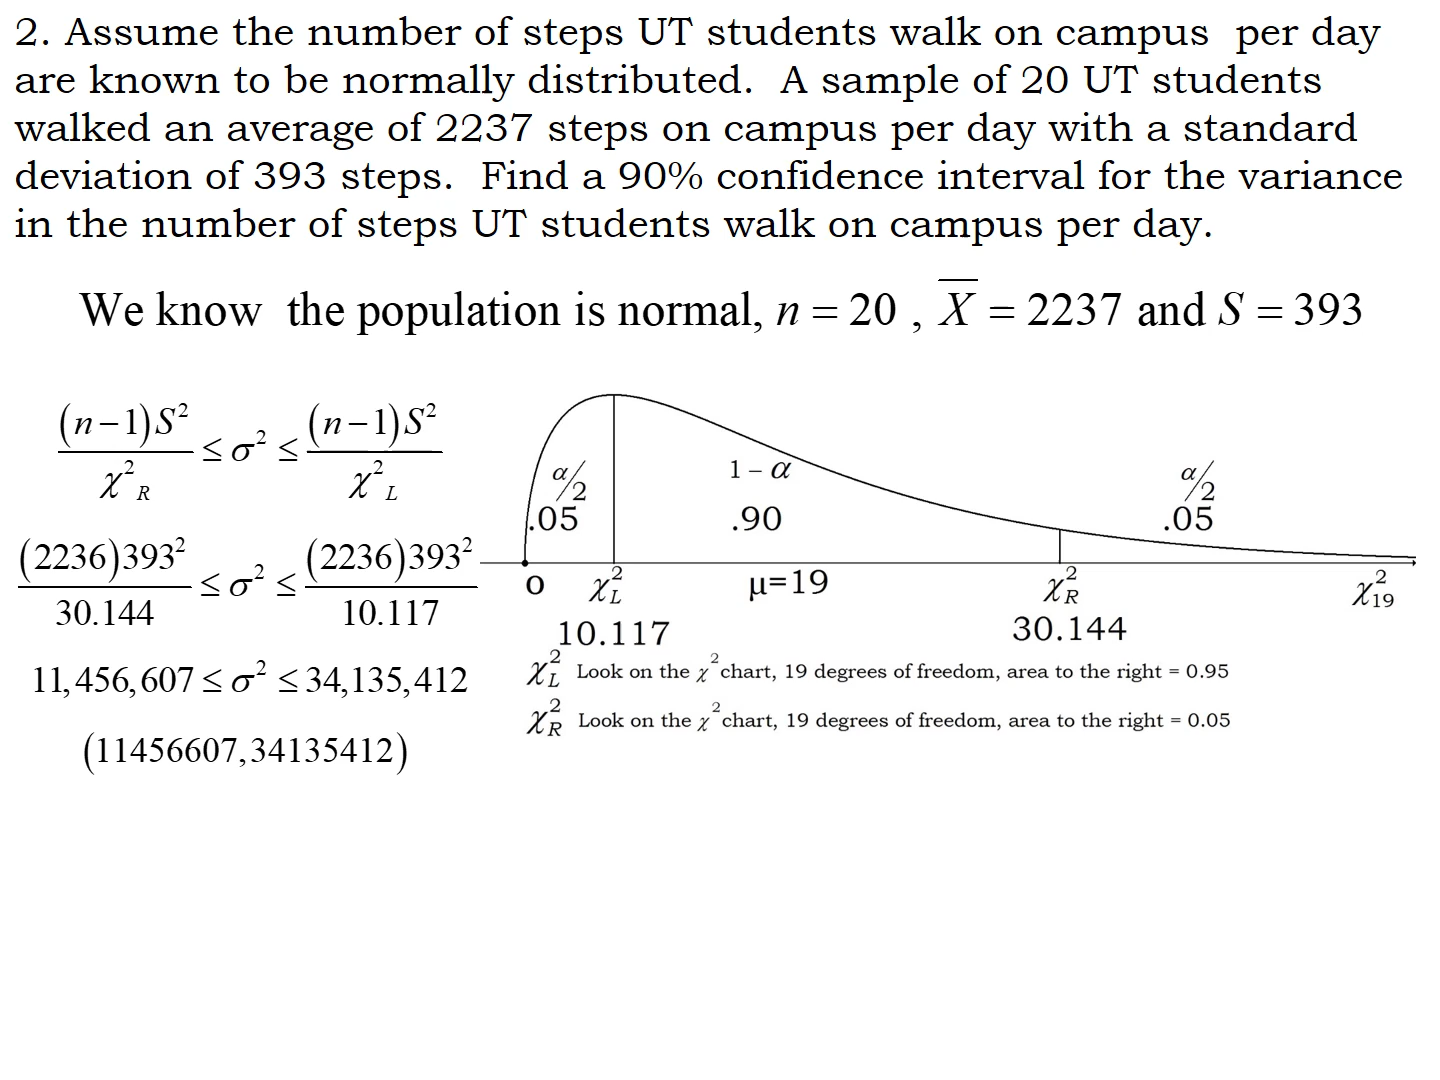 2. Assume the number of steps UT students walk on campus  per day
are known to be normally distributed.  A sample of 20 UT students
walked an average of 2237 steps on campus per day with a standard
deviation of 393 steps.  Find a 90% confidence interval for the variance
in the number of steps UT students walk on campus per day.
We know  the population is normal, n = 20 , X̅ = 2237 and S = 393
(n−1)S²/χ²_R ≤ σ² ≤ (n−1)S²/χ²_L
(2236)393²/30.144 ≤ σ² ≤ (2236)393²/10.117
11,456,607 ≤ σ² ≤ 34,135,412
(11456607,34135412)
α/2 1 − α α/2
.05 .90 .05
0 χ²_L μ=19 χ²_R χ²_19
10.117 30.144
χ²_L Look on the χ² chart, 19 degrees of freedom, area to the right = 0.95
χ²_R Look on the χ² chart, 19 degrees of freedom, area to the right = 0.05